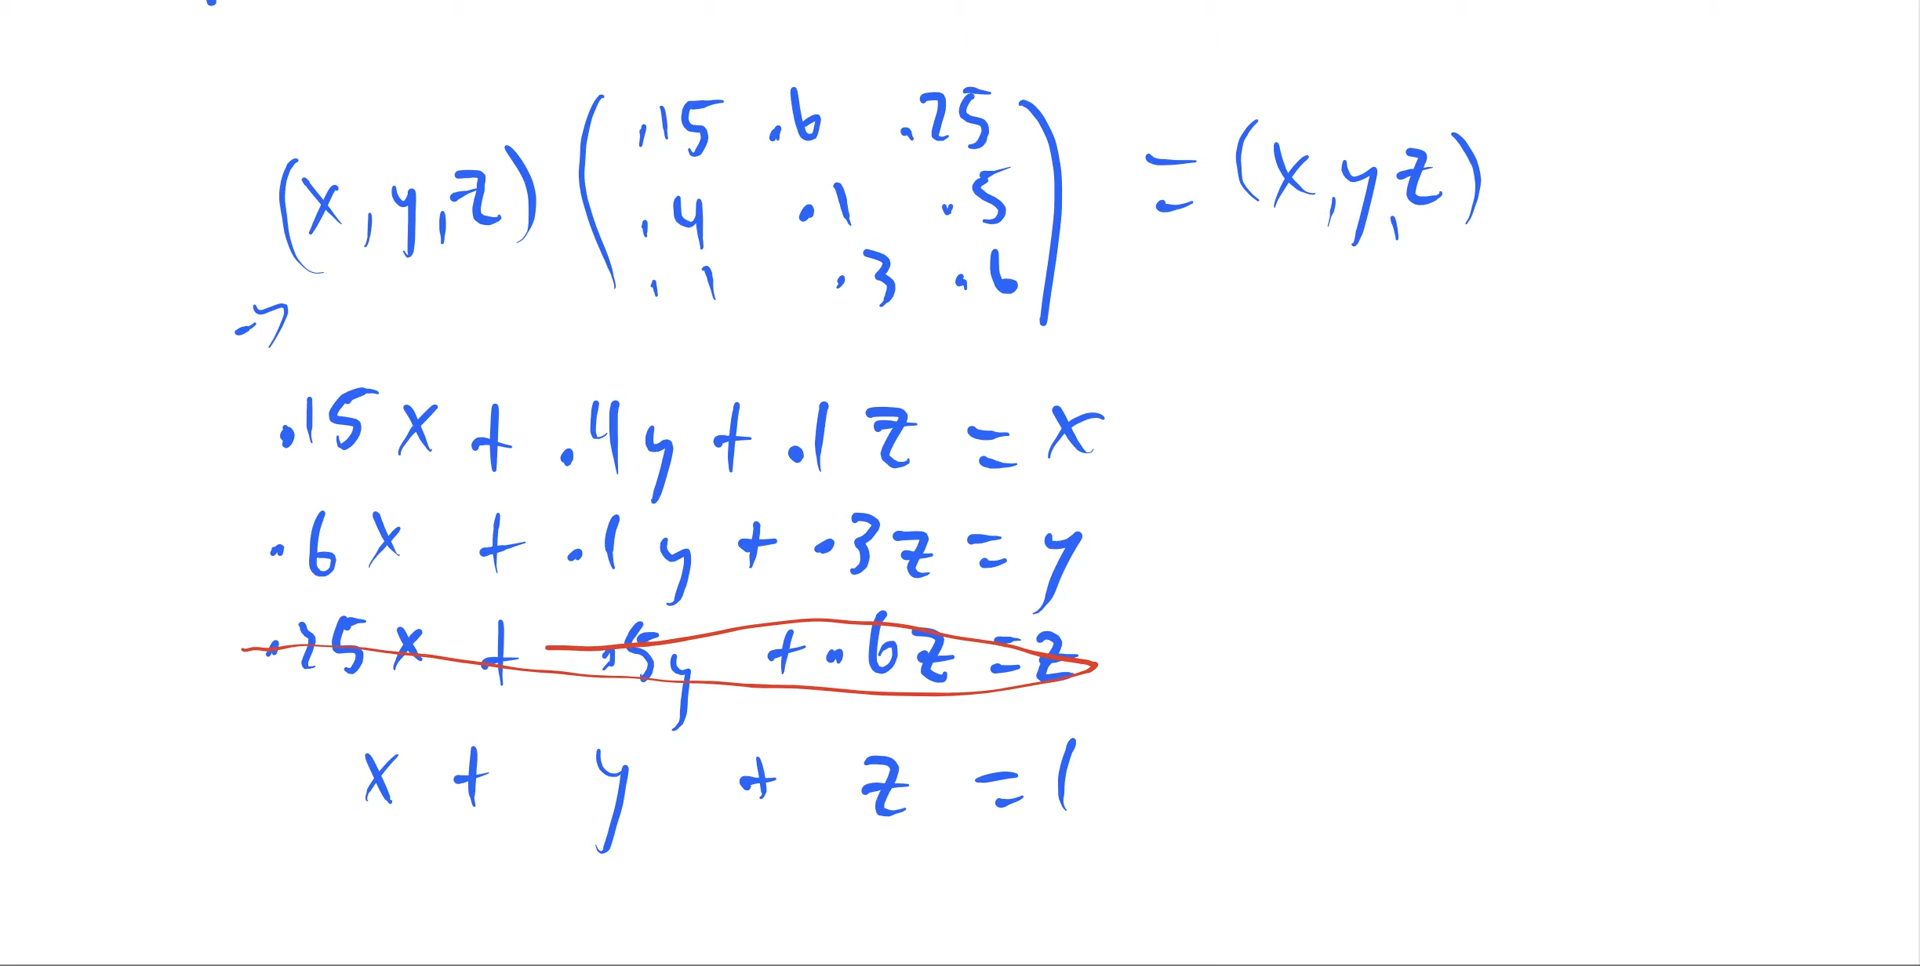 (x, y, z) ( .15 .6 .25
.4 .1 .5
.1 .3 .6 ) = (x, y, z)
→
.15x + .4y + .1z = x
.6x + .1y + .3z = y
.25x + .5y + .6z = z
x + y + z = 1